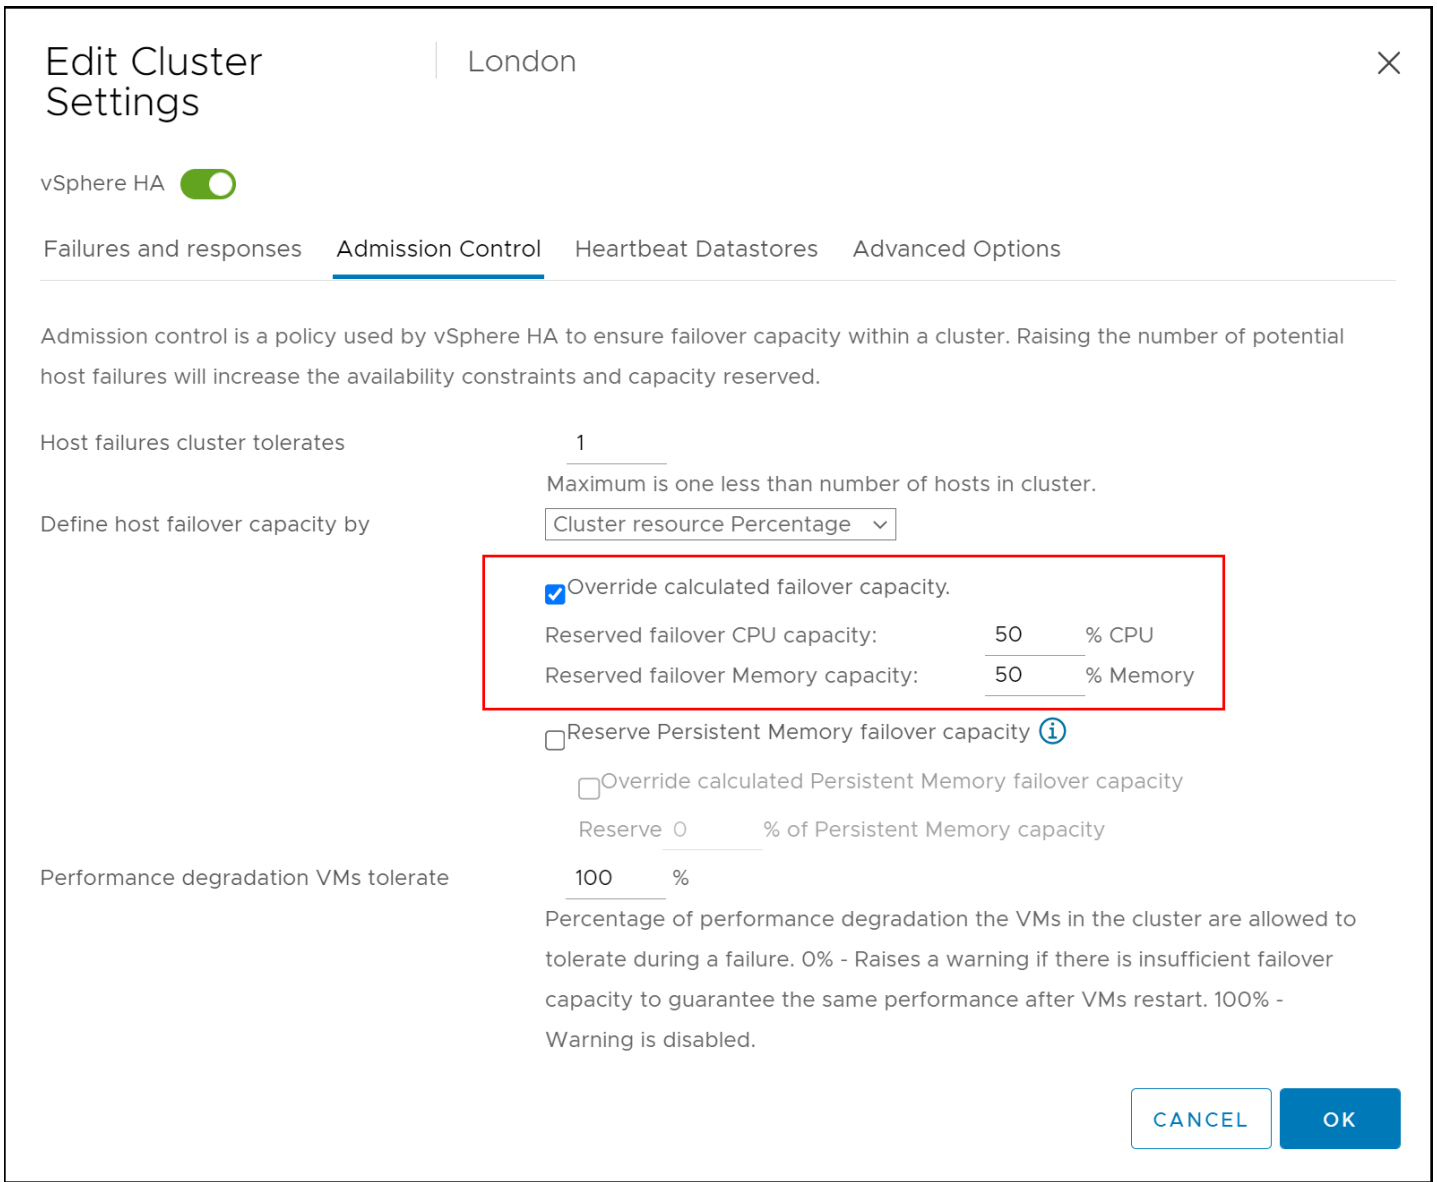 Edit Cluster
Settings
London
vSphere HA
Failures and responses Admission Control Heartbeat Datastores Advanced Options
Admission control is a policy used by vSphere HA to ensure failover capacity within a cluster. Raising the number of potential
host failures will increase the availability constraints and capacity reserved.
Host failures cluster tolerates 1
Maximum is one less than number of hosts in cluster.
Define host failover capacity by Cluster resource Percentage
Override calculated failover capacity.
Reserved failover CPU capacity: 50 % CPU
Reserved failover Memory capacity: 50 % Memory
Reserve Persistent Memory failover capacity
Override calculated Persistent Memory failover capacity
Reserve 0 % of Persistent Memory capacity
Performance degradation VMs tolerate 100 %
Percentage of performance degradation the VMs in the cluster are allowed to
tolerate during a failure. 0% - Raises a warning if there is insufficient failover
capacity to guarantee the same performance after VMs restart. 100% -
Warning is disabled.
CANCEL OK